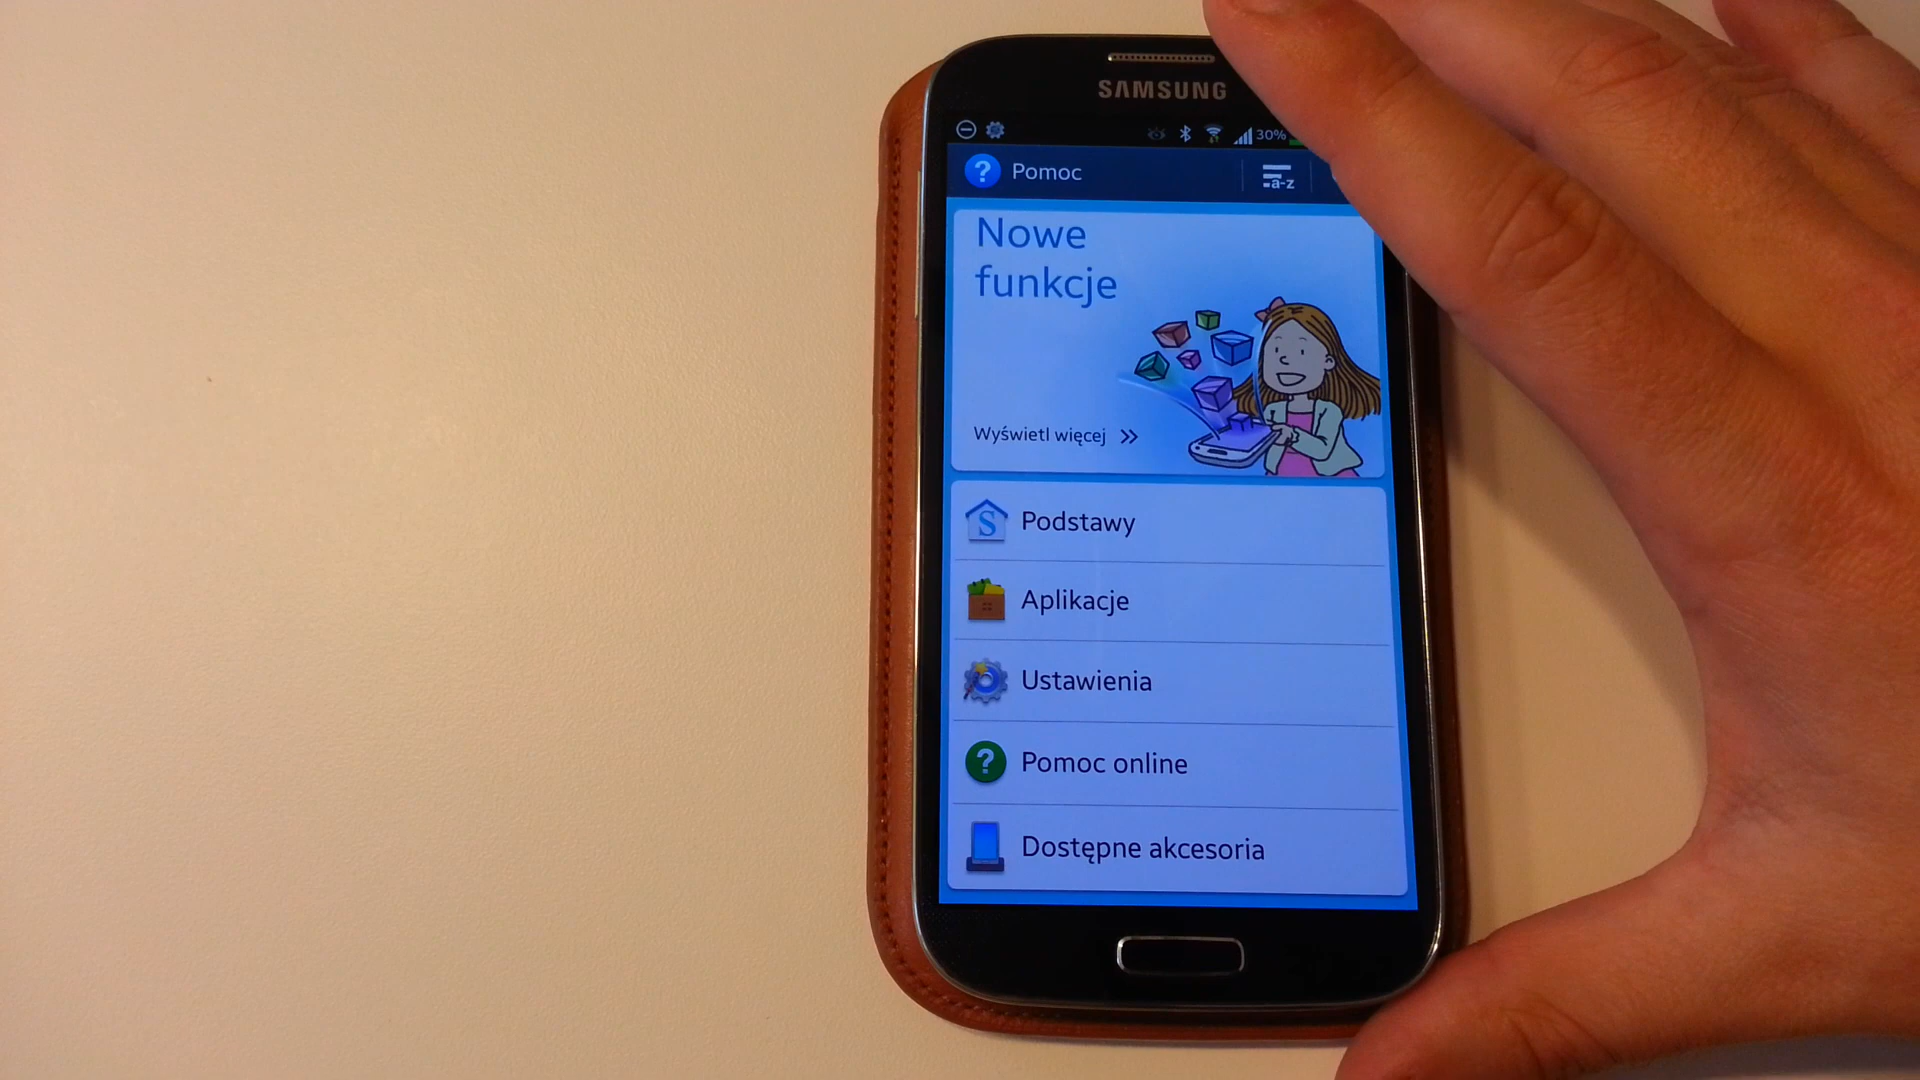 SAMSUNG
30%
? Pomoc
a-z
Nowe
funkcje
Wyświetl więcej >>
S Podstawy
Aplikacje
Ustawienia
? Pomoc online
Dostępne akcesoria